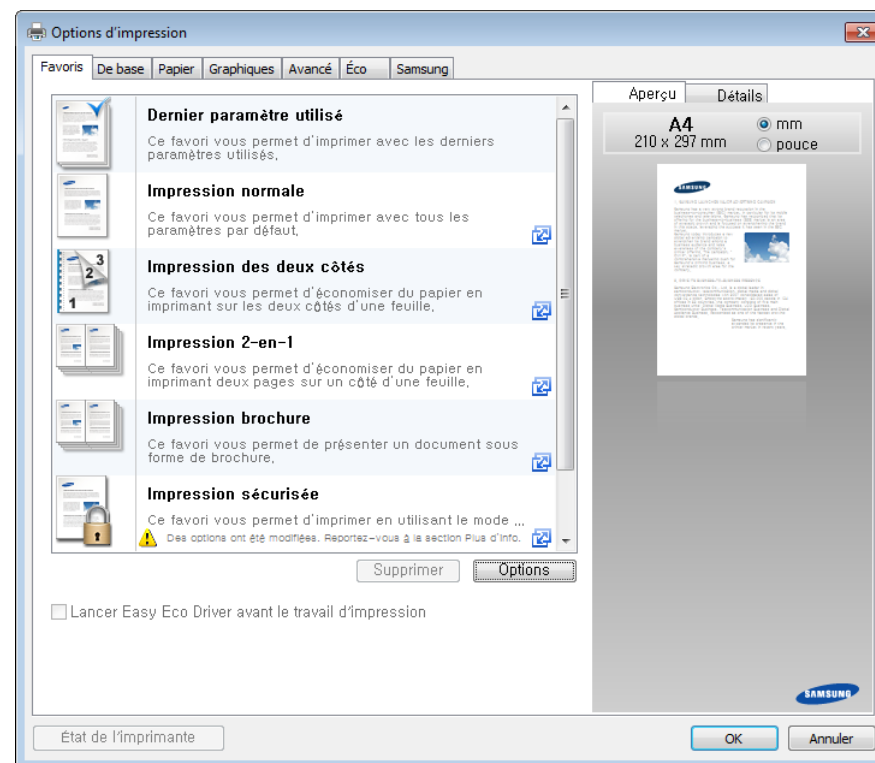 Options d'impression
Favoris De base Papier Graphiques Avancé Éco Samsung
Dernier paramètre utilisé
Ce favori vous permet d'imprimer avec les derniers
paramètres utilisés,
Impression normale
Ce favori vous permet d'imprimer avec tous les
paramètres par défaut,
Impression des deux côtés
Ce favori vous permet d'économiser du papier en
imprimant sur les deux côtés d'une feuille,
2 3
1
Impression 2-en-1
Ce favori vous permet d'économiser du papier en
imprimant deux pages sur un côté d'une feuille,
Impression brochure
Ce favori vous permet de présenter un document sous
forme de brochure,
Impression sécurisée
Ce favori vous permet d'imprimer en utilisant le mode ...
Des options ont été modifiées. Reportez-vous à la section Plus d'info.
Supprimer Options
Lancer Easy Eco Driver avant le travail d'impression
État de l'imprimante
Aperçu Détails
A4
210 x 297 mm
mm
pouce
SAMSUNG
SAMSUNG
OK Annuler